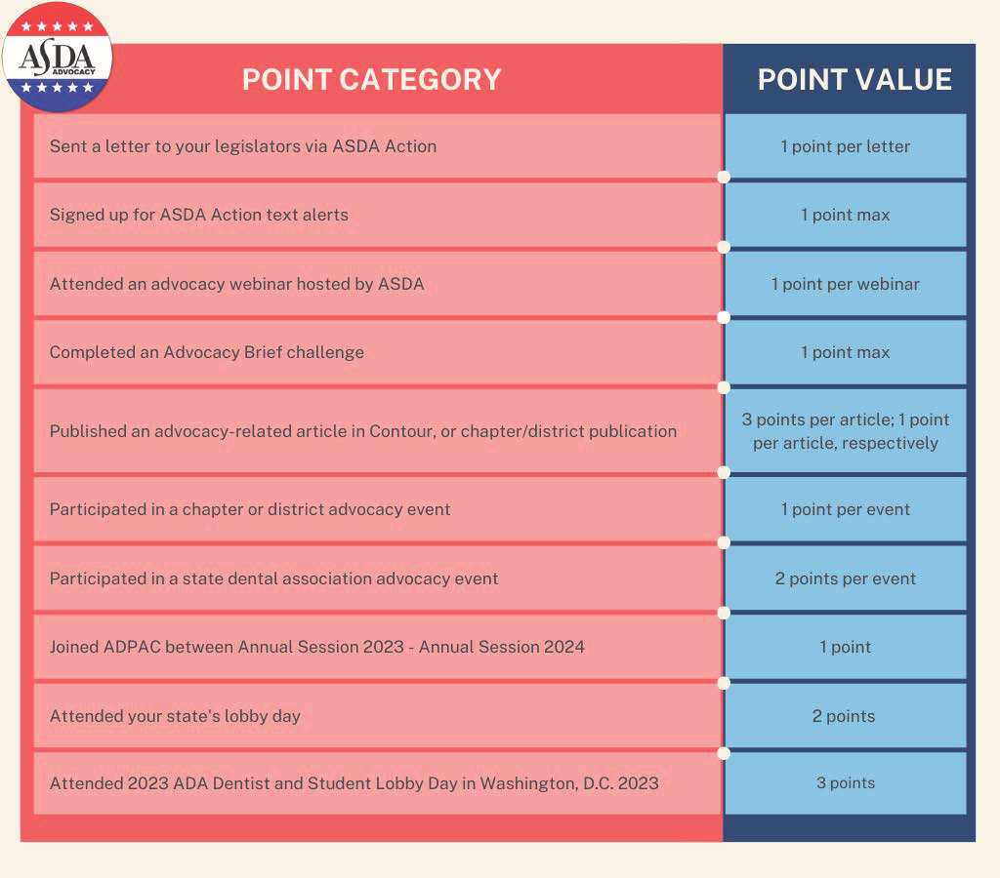 ASDA
ADVOCACY
POINT CATEGORY
POINT VALUE
Sent a letter to your legislators via ASDA Action
1 point per letter
Signed up for ASDA Action text alerts
1 point max
Attended an advocacy webinar hosted by ASDA
1 point per webinar
Completed an Advocacy Brief challenge
1 point max
Published an advocacy-related article in Contour, or chapter/district publication
3 points per article; 1 point
per article, respectively
Participated in a chapter or district advocacy event
1 point per event
Participated in a state dental association advocacy event
2 points per event
Joined ADPAC between Annual Session 2023 - Annual Session 2024
1 point
Attended your state's lobby day
2 points
Attended 2023 ADA Dentist and Student Lobby Day in Washington, D.C. 2023
3 points